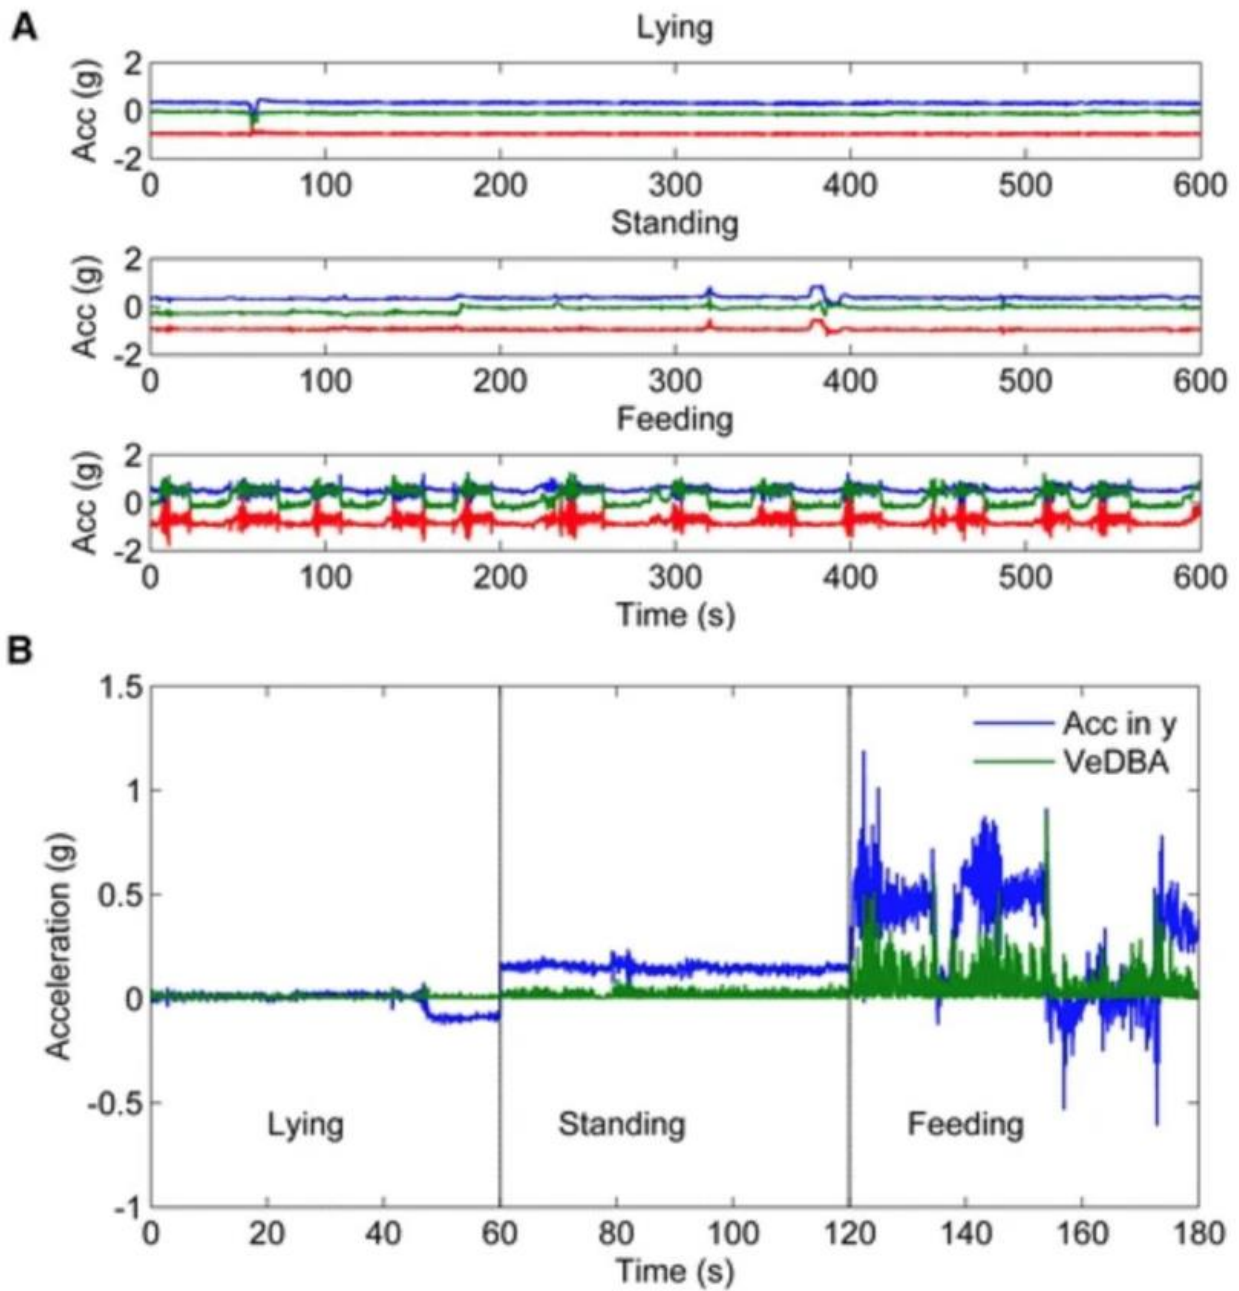 A
Lying
Acc (g)
2
0
-2
0 100 200 300 400 500 600
Standing
Acc (g)
2
0
-2
0 100 200 300 400 500 600
Feeding
Acc (g)
2
0
-2
0 100 200 300 400 500 600
Time (s)
B
Acceleration (g)
1.5
1
0.5
0
-0.5
-1
Acc in y
VeDBA
Lying Standing Feeding
0 20 40 60 80 100 120 140 160 180
Time (s)